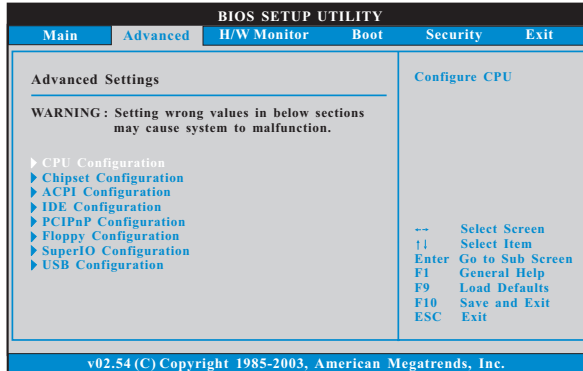 BIOS SETUP UTILITY
Main Advanced H/W Monitor Boot Security Exit
Advanced Settings
WARNING : Setting wrong values in below sections
may cause system to malfunction.
CPU Configuration
Chipset Configuration
ACPI Configuration
IDE Configuration
PCIPnP Configuration
Floppy Configuration
SuperIO Configuration
USB Configuration
Configure CPU
←→ Select Screen
↑↓ Select Item
Enter Go to Sub Screen
F1 General Help
F9 Load Defaults
F10 Save and Exit
ESC Exit
v02.54 (C) Copyright 1985-2003, American Megatrends, Inc.